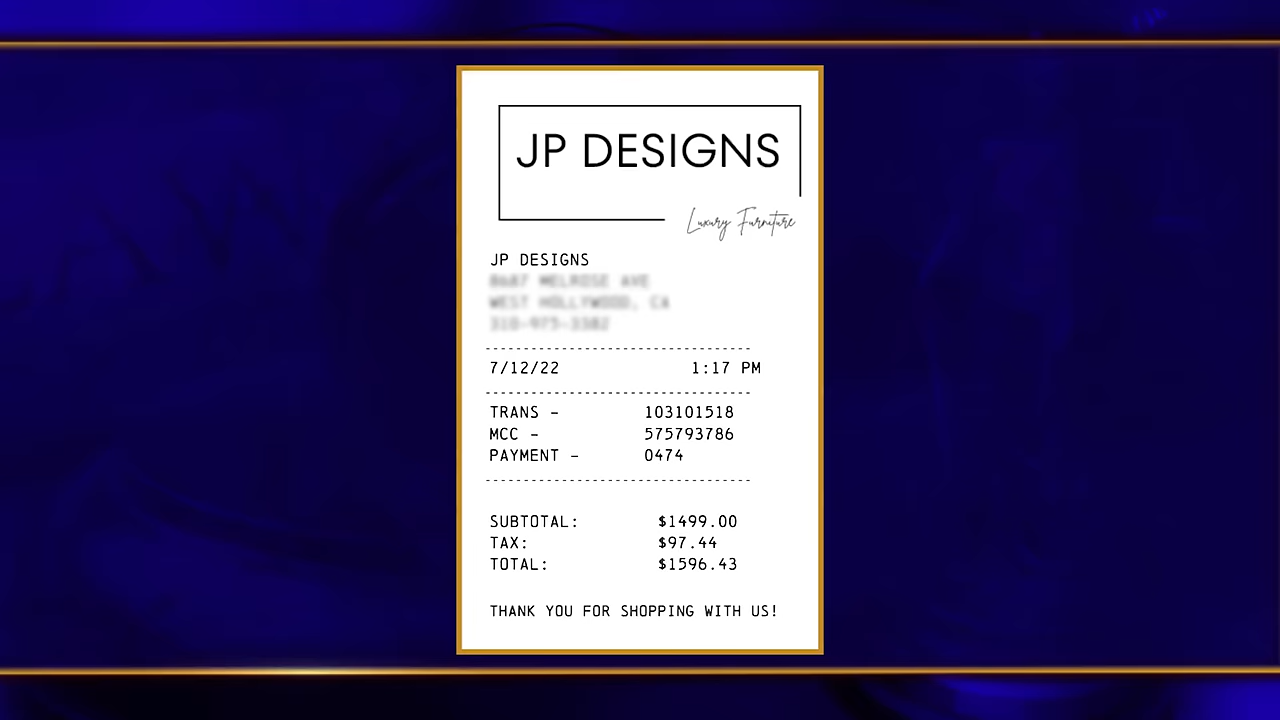 JP DESIGNS
Luxury Furniture
JP DESIGNS
7/12/22 1:17 PM
TRANS - 103101518
MCC - 575793786
PAYMENT - 0474
SUBTOTAL: $1499.00
TAX: $97.44
TOTAL: $1596.43
THANK YOU FOR SHOPPING WITH US!